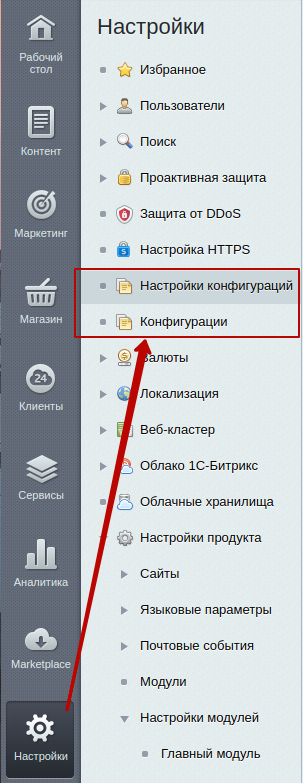 Рабочий
стол
Контент
Маркетинг
Магазин
24
Клиенты
Сервисы
Аналитика
Marketplace
Настройки
Настройки
Избранное
Пользователи
Поиск
Проактивная защита
Защита от DDoS
Настройка HTTPS
Настройки конфигураций
Конфигурации
Валюты
Локализация
Веб-кластер
Облако 1С-Битрикс
Облачные хранилища
Настройки продукта
Сайты
Языковые параметры
Почтовые события
Модули
Настройки модулей
Главный модуль